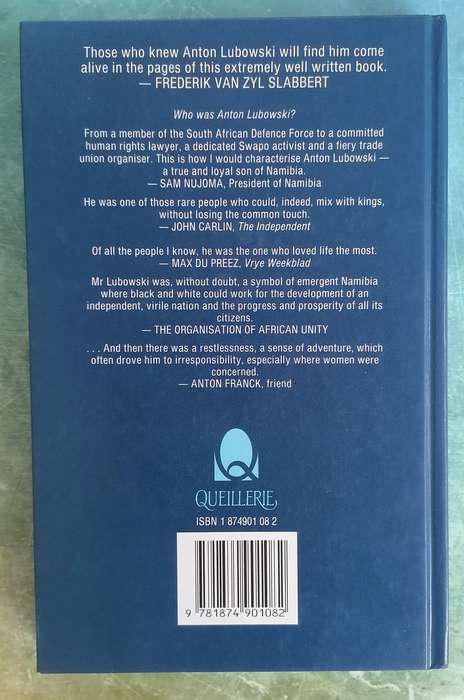 Those who knew Anton Lubowski will find him come
alive in the pages of this extremely well written book.
— FREDERIK VAN ZYL SLABBERT
Who was Anton Lubowski?
From a member of the South African Defence Force to a committed
human rights lawyer, a dedicated Swapo activist and a fiery trade
union organiser. This is how I would characterise Anton Lubowski —
a true and loyal son of Namibia.
— SAM NUJOMA, President of Namibia
He was one of those rare people who could, indeed, mix with kings,
without losing the common touch.
— JOHN CARLIN, The Independent
Of all the people I know, he was the one who loved life the most.
— MAX DU PREEZ, Vrye Weekblad
Mr Lubowski was, without doubt, a symbol of emergent Namibia
where black and white could work for the development of an
independent, virile nation and the progress and prosperity of all its
citizens.
— THE ORGANISATION OF AFRICAN UNITY
. . . And then there was a restlessness, a sense of adventure, which
often drove him to irresponsibility, especially where women were
concerned.
— ANTON FRANCK, friend
QUEILLERIE
ISBN 1 874901 08 2
9 781874 901082